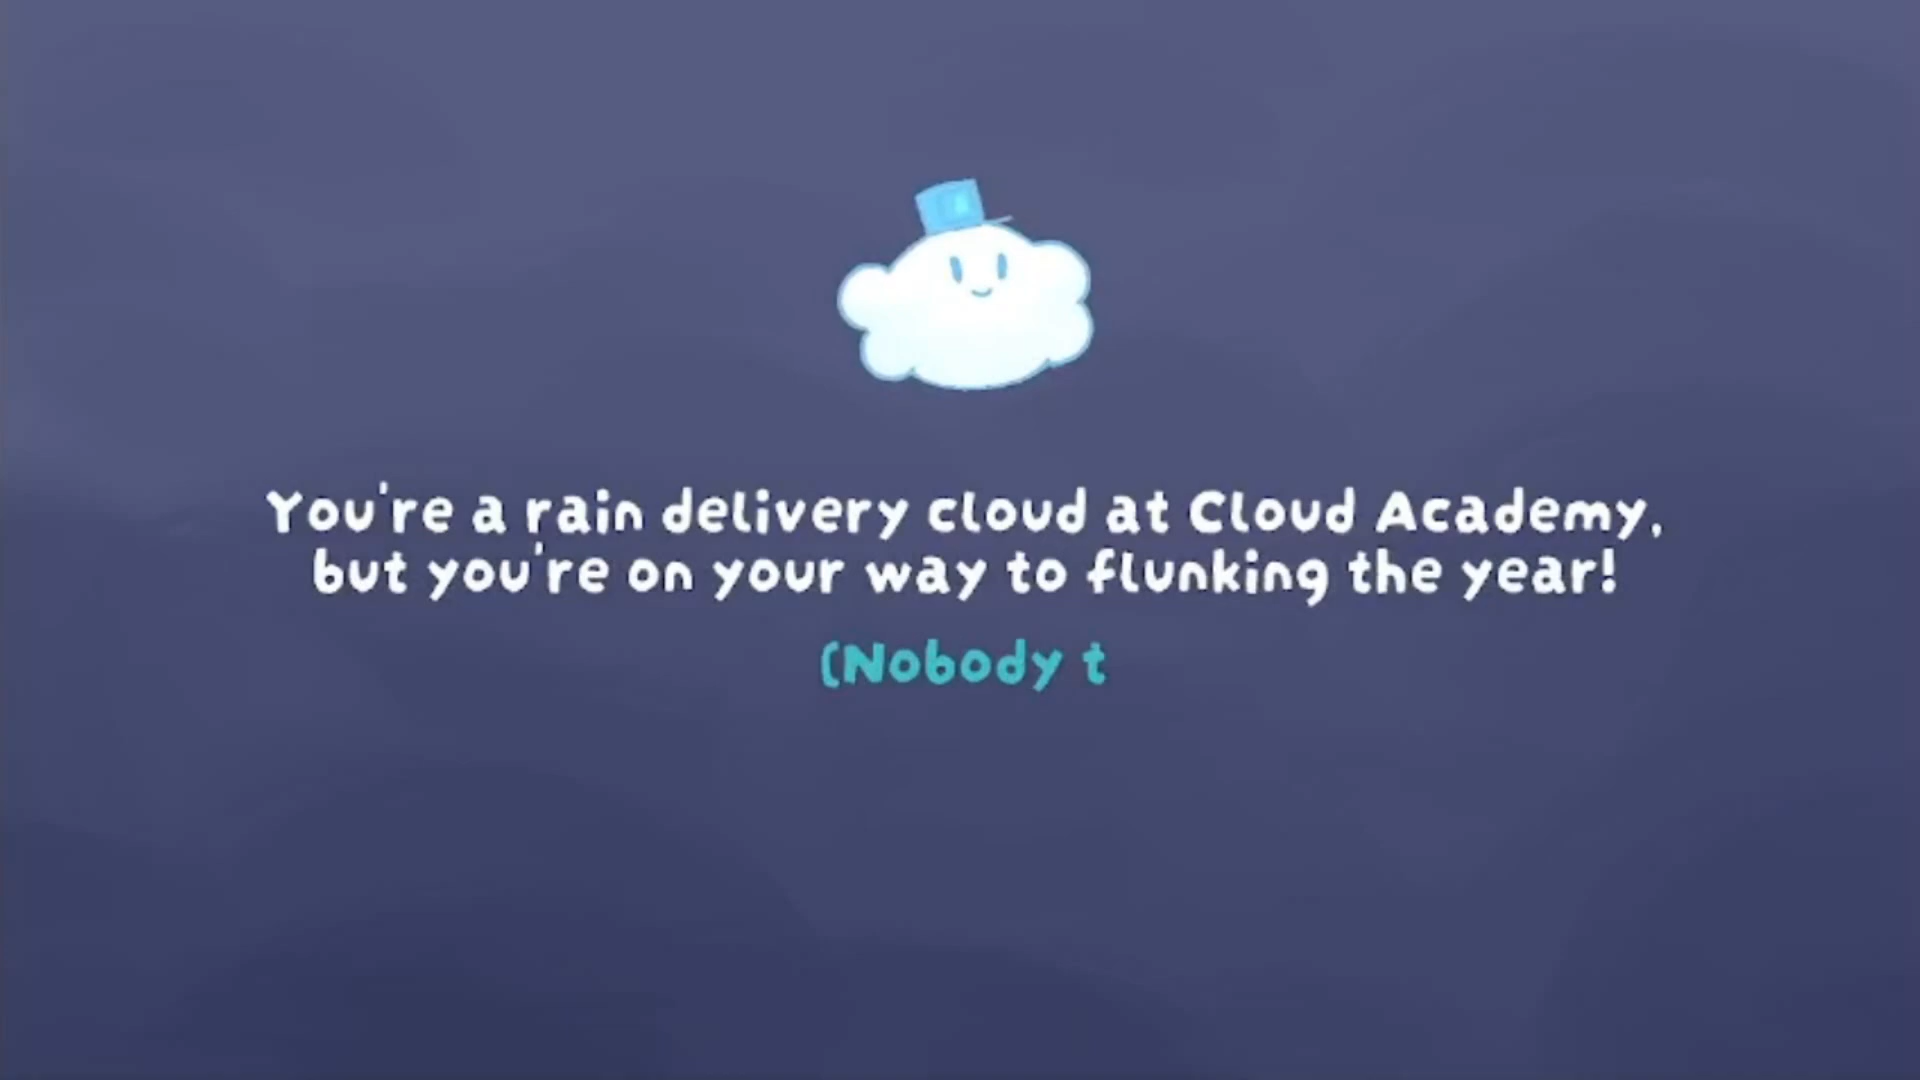 You're a rain delivery cloud at Cloud Academy,
but you're on your way to flunking the year!
(Nobody t